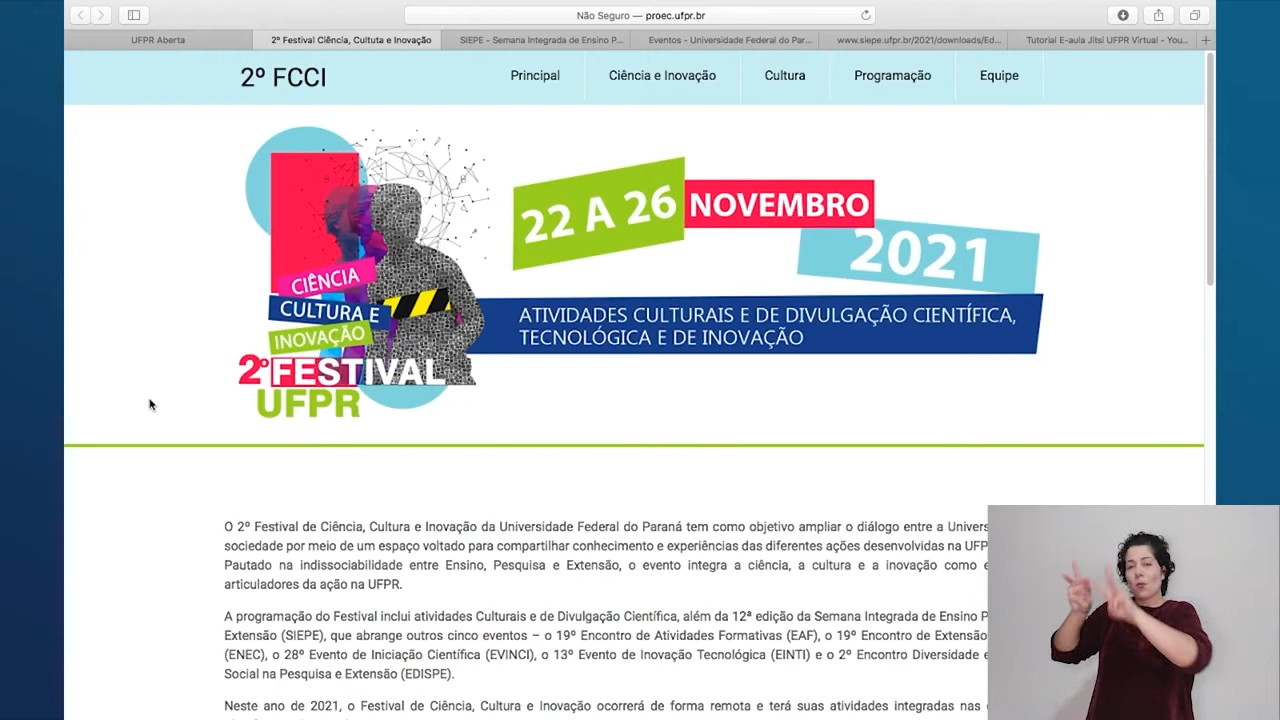 Não Seguro — proec.ufpr.br
UFPR Aberta
2º Festival Ciência, Cultuta e Inovação
SIEPE - Semana Integrada de Ensino P...
Eventos - Universidade Federal do Par...
www.siepe.ufpr.br/2021/downloads/Ed...
Tutorial E-aula Jitsi UFPR Virtual - You...
2º FCCI
Principal
Ciência e Inovação
Cultura
Programação
Equipe
22 A 26 NOVEMBRO
2021
CIÊNCIA
CULTURA E
INOVAÇÃO
2º FESTIVAL
UFPR
ATIVIDADES CULTURAIS E DE DIVULGAÇÃO CIENTÍFICA,
TECNOLÓGICA E DE INOVAÇÃO
O 2º Festival de Ciência, Cultura e Inovação da Universidade Federal do Paraná tem como objetivo ampliar o diálogo entre a Univers
sociedade por meio de um espaço voltado para compartilhar conhecimento e experiências das diferentes ações desenvolvidas na UFP
Pautado na indissociabilidade entre Ensino, Pesquisa e Extensão, o evento integra a ciência, a cultura e a inovação como e
articuladores da ação na UFPR.
A programação do Festival inclui atividades Culturais e de Divulgação Científica, além da 12ª edição da Semana Integrada de Ensino P
Extensão (SIEPE), que abrange outros cinco eventos – o 19º Encontro de Atividades Formativas (EAF), o 19º Encontro de Extensão
(ENEC), o 28º Evento de Iniciação Científica (EVINCI), o 13º Evento de Inovação Tecnológica (EINTI) e o 2º Encontro Diversidade e
Social na Pesquisa e Extensão (EDISPE).
Neste ano de 2021, o Festival de Ciência, Cultura e Inovação ocorrerá de forma remota e terá suas atividades integradas nas